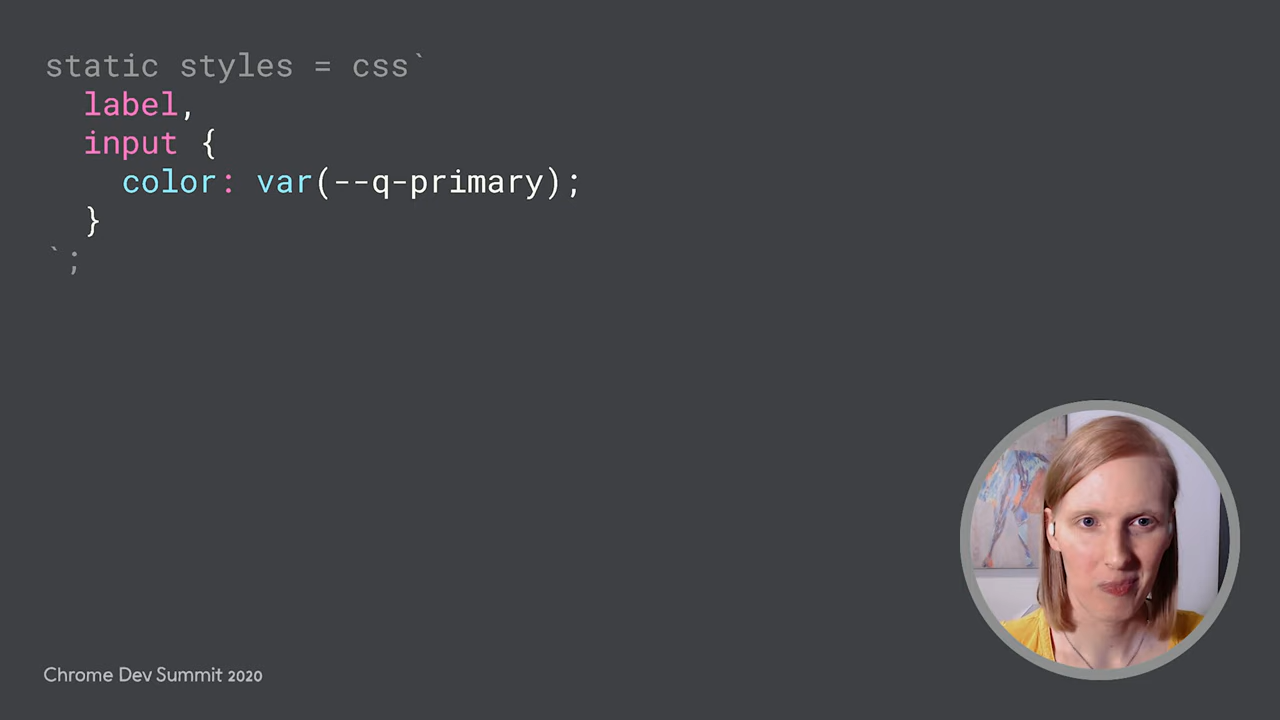 static styles = css`
  label,
  input {
    color: var(--q-primary);
  }
`;
Chrome Dev Summit 2020